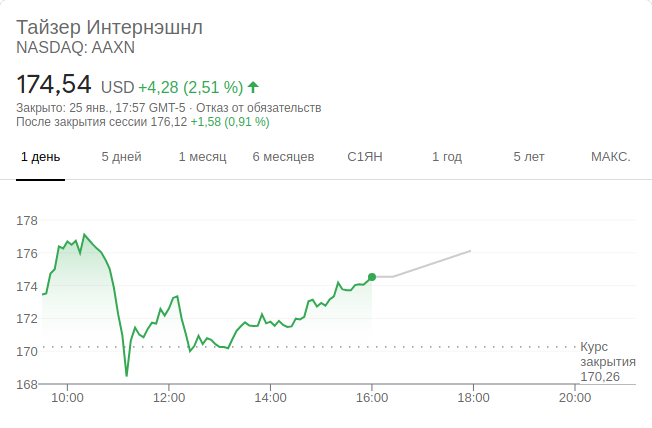 Тайзер Интернэшнл
NASDAQ: AAXN
174,54 USD +4,28 (2,51 %)
Закрыто: 25 янв., 17:57 GMT-5 · Отказ от обязательств
После закрытия сессии 176,12 +1,58 (0,91 %)
1 день 5 дней 1 месяц 6 месяцев С1ЯН 1 год 5 лет МАКС.
178
176
174
172
170
168
Курс
закрытия
170,26
10:00 12:00 14:00 16:00 18:00 20:00